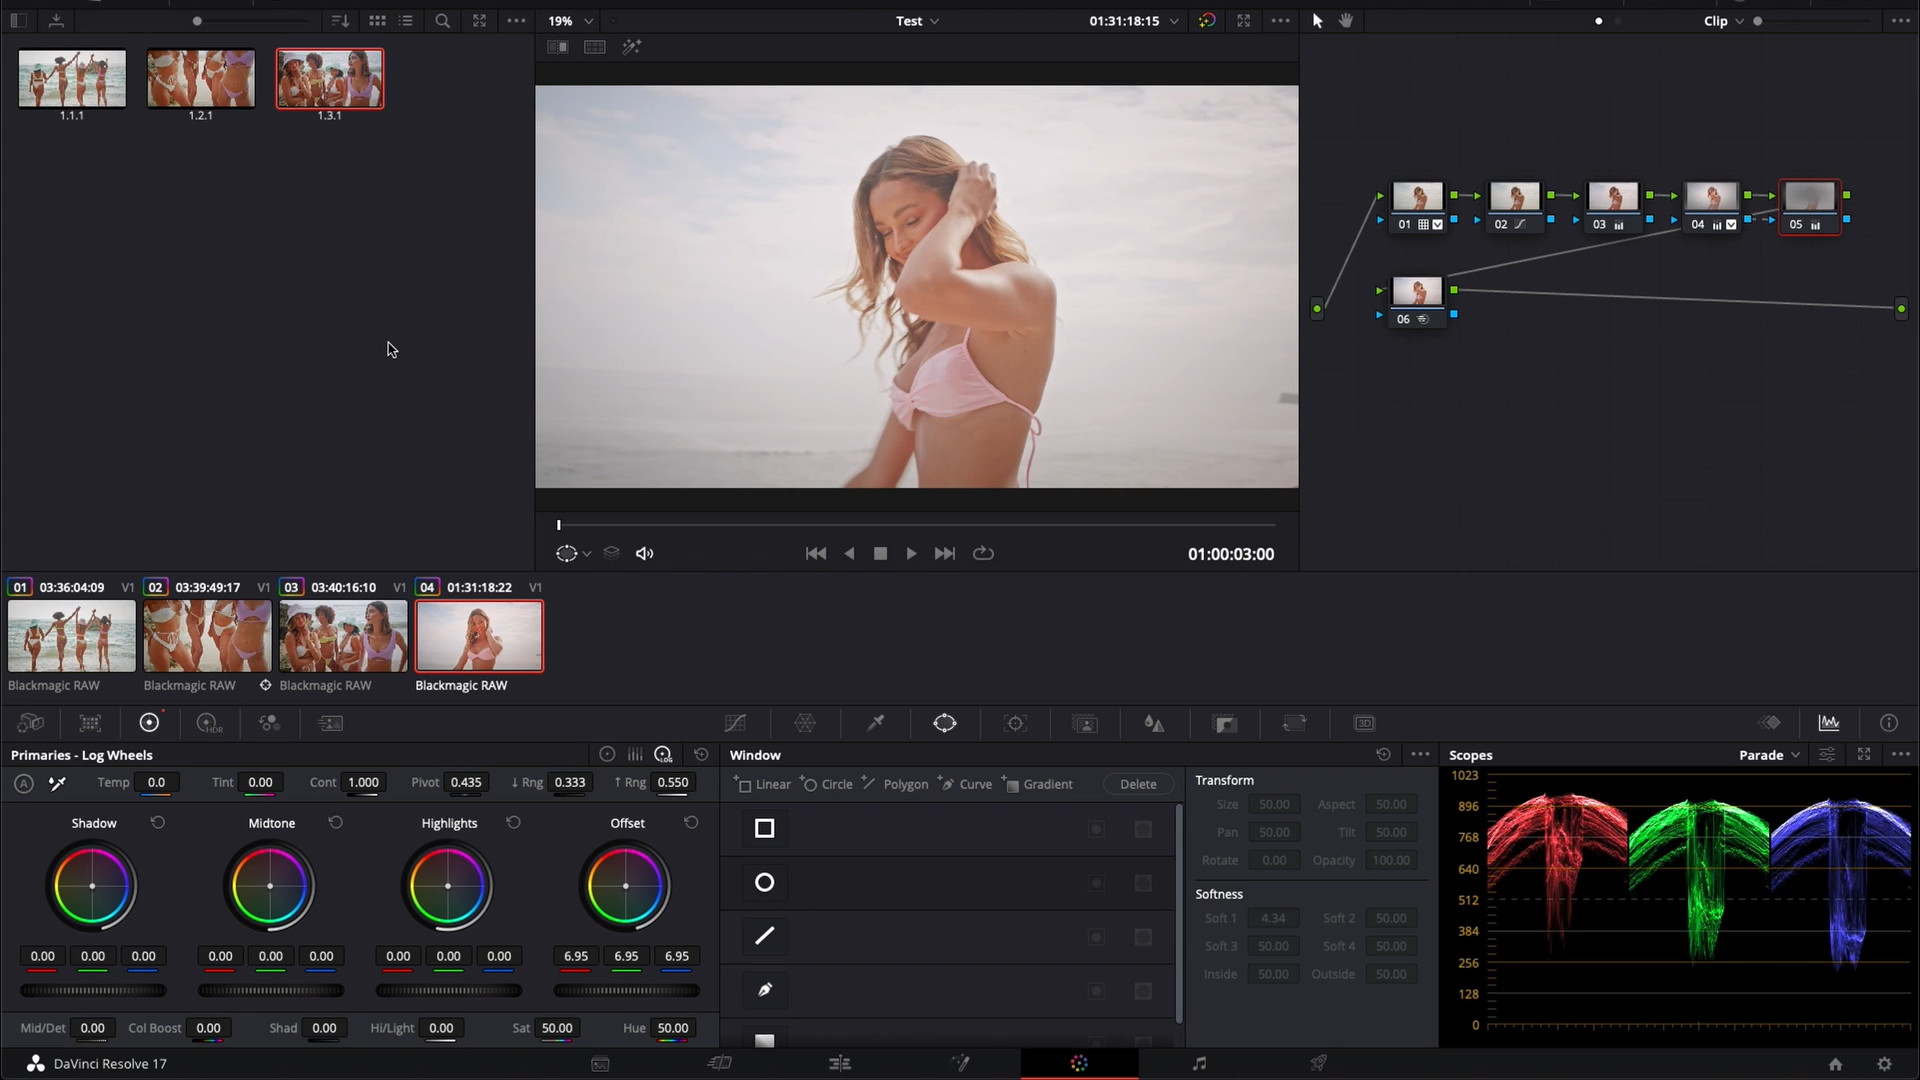 19%
Test
01:31:18:15
Clip
1.1.1
1.2.1
1.3.1
01
02
03
04
05
06
01:00:03:00
01 03:36:04:09 V1
02 03:39:49:17 V1
03 03:40:16:10 V1
04 01:31:18:22 V1
Blackmagic RAW
Blackmagic RAW
Blackmagic RAW
Blackmagic RAW
HDR
3D
Primaries - Log Wheels
LOG
A Temp 0.0 Tint 0.00 Cont 1.000 Pivot 0.435 ↓ Rng 0.333 ↑ Rng 0.550
Shadow Midtone Highlights Offset
0.00 0.00 0.00 0.00 0.00 0.00 0.00 0.00 0.00 6.95 6.95 6.95
Mid/Det 0.00 Col Boost 0.00 Shad 0.00 Hi/Light 0.00 Sat 50.00 Hue 50.00
Window
Linear Circle Polygon Curve Gradient Delete
Transform
Size 50.00 Aspect 50.00
Pan 50.00 Tilt 50.00
Rotate 0.00 Opacity 100.00
Softness
Soft 1 4.34 Soft 2 50.00
Soft 3 50.00 Soft 4 50.00
Inside 50.00 Outside 50.00
Scopes Parade
1023
896
768
640
512
384
256
128
0
DaVinci Resolve 17